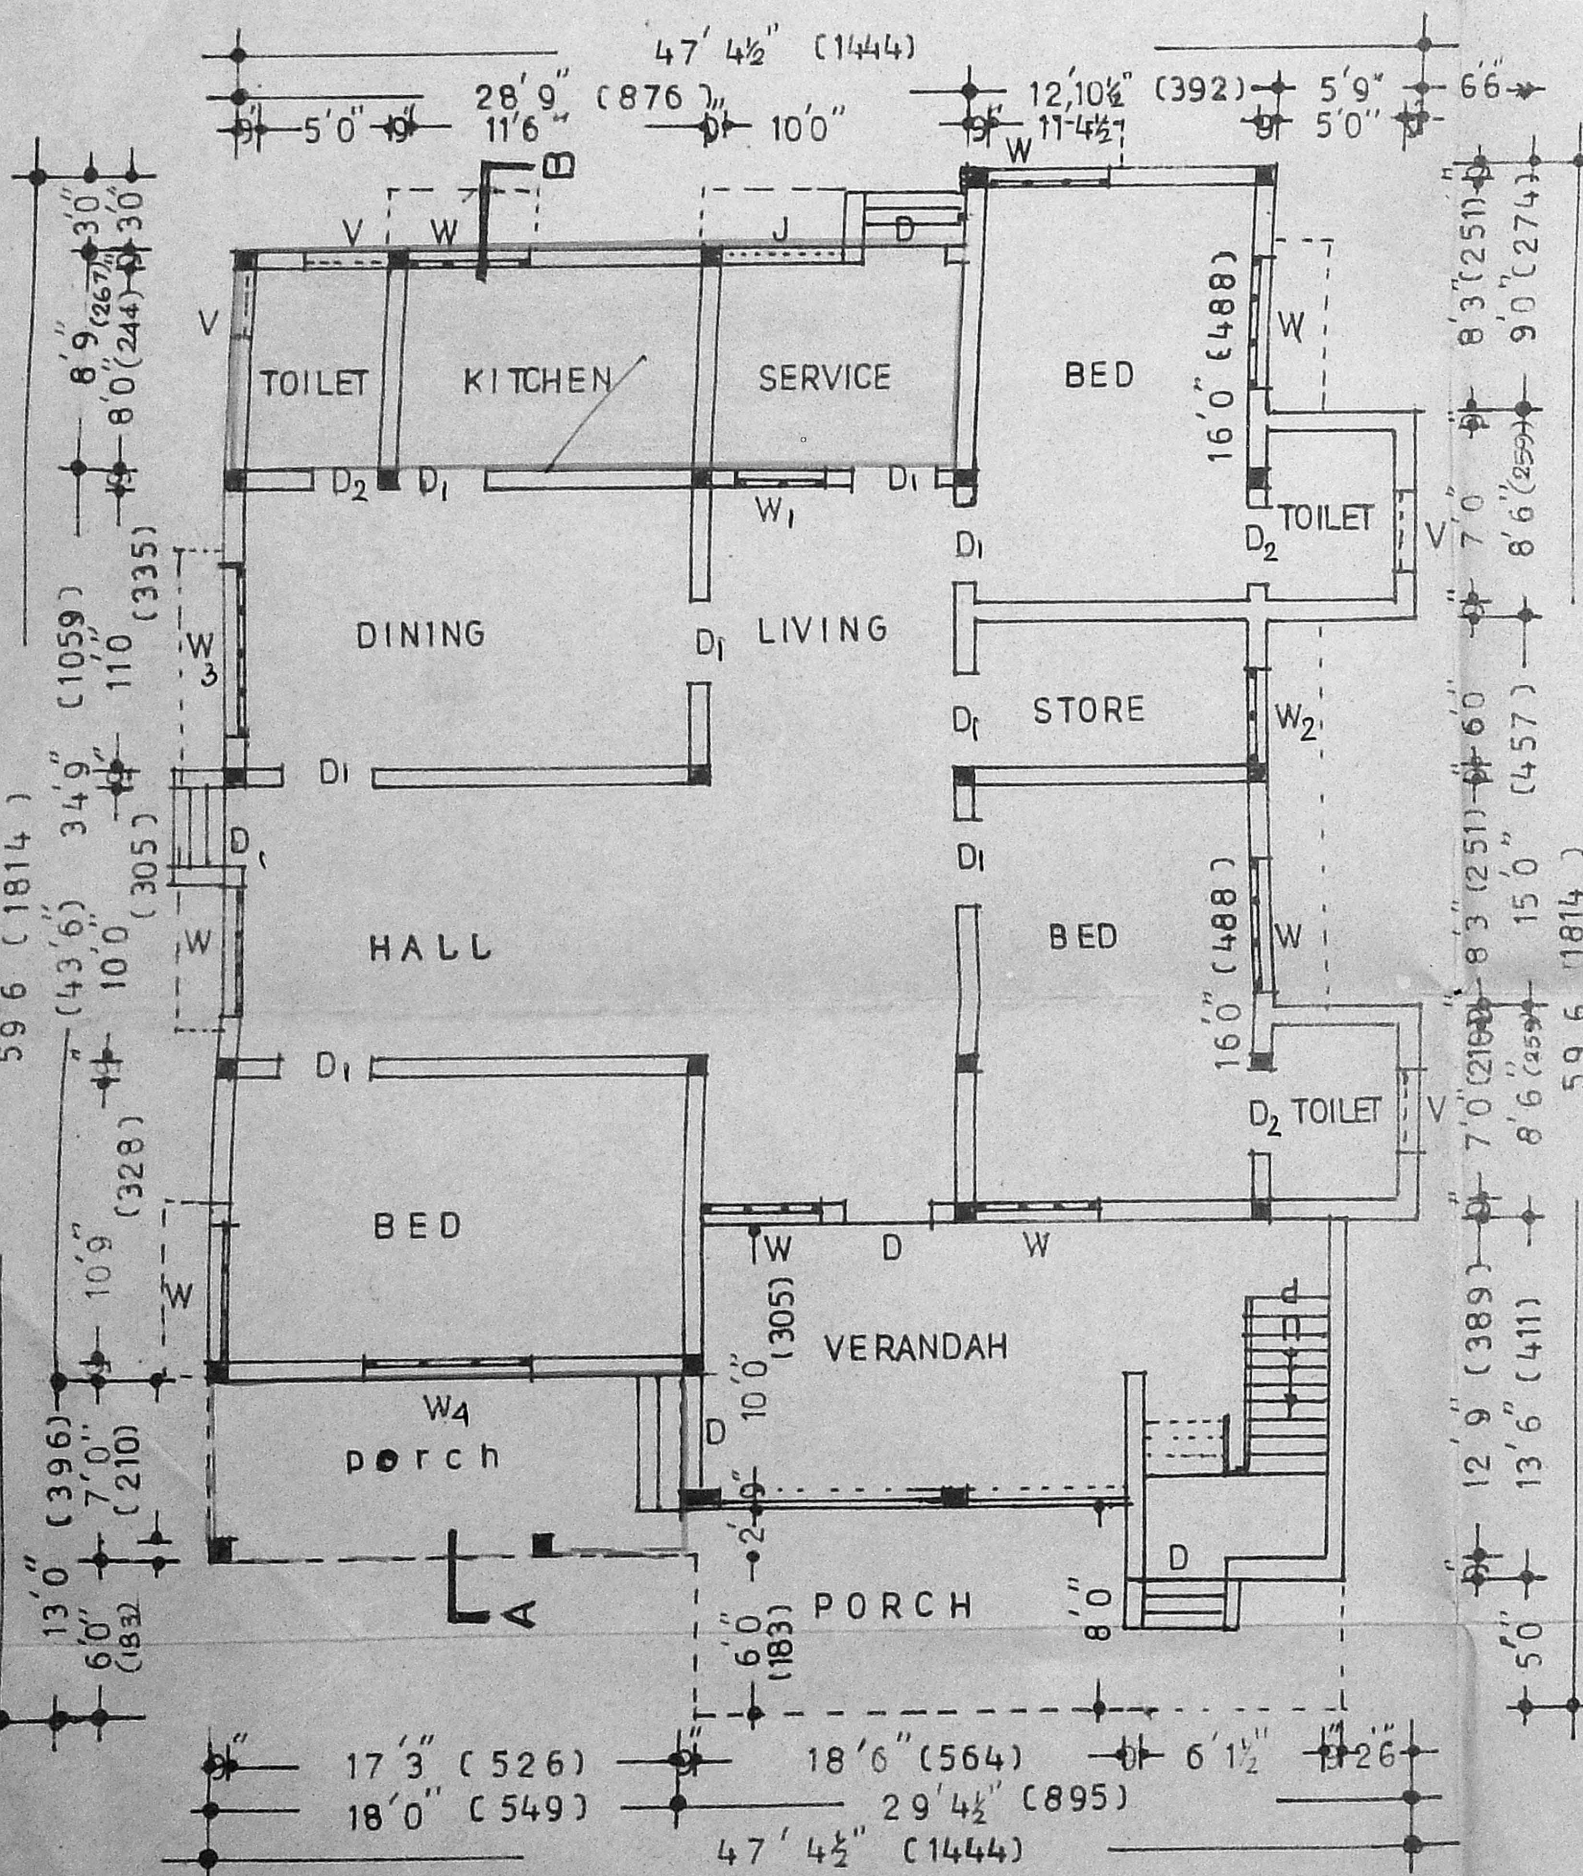 47' 4½" (1444)
28'9" (876) 12,10½" (392) 5'9" 6'6"
9" 5'0" 9" 11'6" 9" 10'0" 9" 11-4½" 9" 5'0" 9"
B
W
V W J D
3'0" 3'0"
8'3"(251) 9'0"(274)
8'9" (267) 8'0"(244)
V
16'0" (488)
W
TOILET KITCHEN SERVICE BED
D2 D1 W1 D1
D1 D2 TOILET V
7'0" 8'6"(259)
(335)
110"
W3
DINING D1 LIVING
D1 STORE W2
6'0"
D1
D1
D1
59 6 (1814)
(43'6") 34'9" (1059)
10'0" (305)
W
HALL
BED
16'0" (488)
W
8'3"(251) 15'0" (457)
59 6 (1814)
D1
D2 TOILET V
7'0"(210) 8'6"(259)
10'9" (328)
W
BED
W D W
10'0" (305)
VERANDAH
12'9" (389) 13'6" (411)
W4
Porch
D
13'0" (396)
7'0" (210)
2'9"
D
A
6'0" (183)
6'0" (183)
PORCH
8'0"
5'0"
9" 17'3" (526) 9" 18'6" (564) 9" 6'1½" 9" 2'6"
18'0" (549) 29'4½" (895)
47' 4½" (1444)